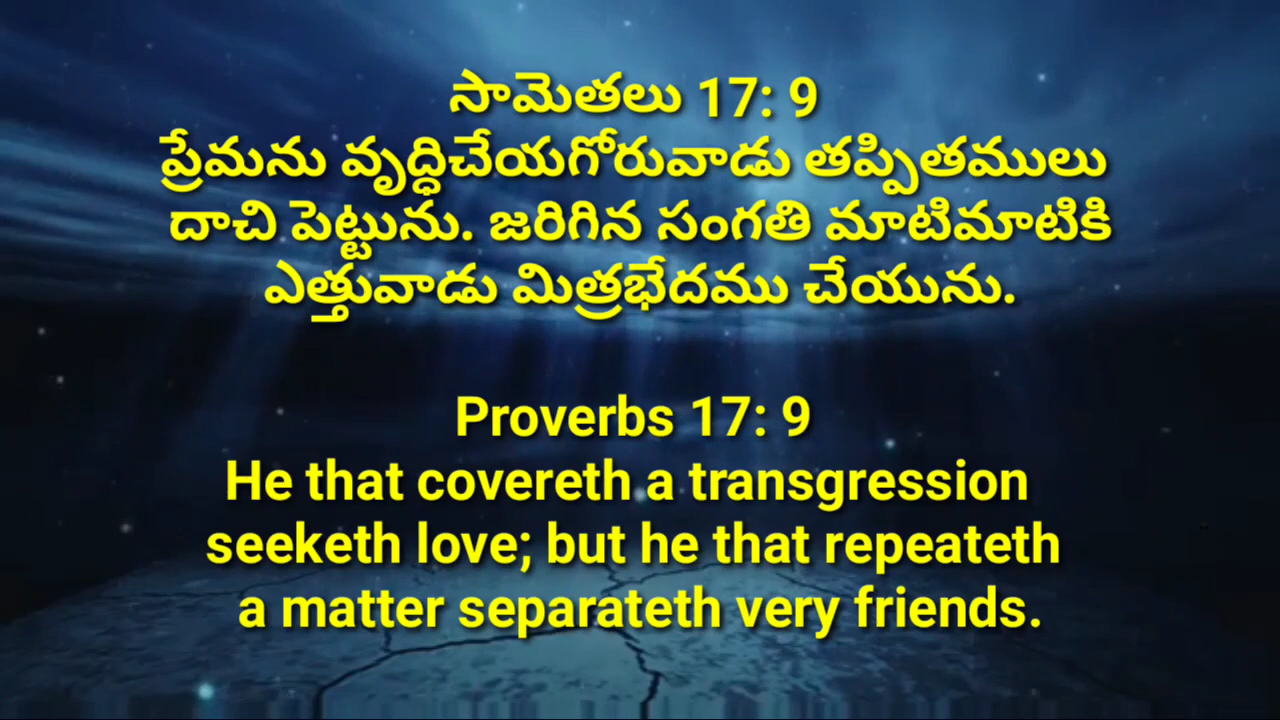 సామెతలు 17: 9
ప్రేమను వృద్ధిచేయగోరువాడు తప్పితములు
దాచి పెట్టును. జరిగిన సంగతి మాటిమాటికి
ఎత్తువాడు మిత్రభేదము చేయును.
Proverbs 17: 9
He that covereth a transgression
seeketh love; but he that repeateth
a matter separateth very friends.